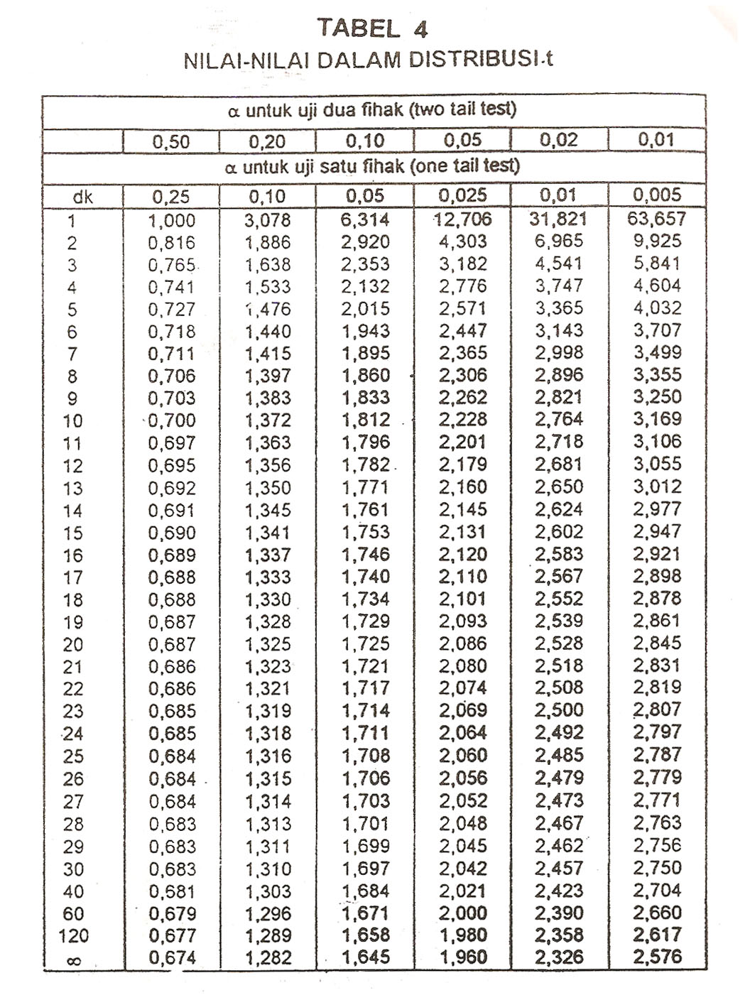 TABEL 4
NILAI-NILAI DALAM DISTRIBUSI-t
α untuk uji dua fihak (two tail test)
0,50 0,20 0,10 0,05 0,02 0,01
α untuk uji satu fihak (one tail test)
dk 0,25 0,10 0,05 0,025 0,01 0,005
1 1,000 3,078 6,314 12,706 31,821 63,657
2 0,816 1,886 2,920 4,303 6,965 9,925
3 0,765 1,638 2,353 3,182 4,541 5,841
4 0,741 1,533 2,132 2,776 3,747 4,604
5 0,727 1,476 2,015 2,571 3,365 4,032
6 0,718 1,440 1,943 2,447 3,143 3,707
7 0,711 1,415 1,895 2,365 2,998 3,499
8 0,706 1,397 1,860 2,306 2,896 3,355
9 0,703 1,383 1,833 2,262 2,821 3,250
10 0,700 1,372 1,812 2,228 2,764 3,169
11 0,697 1,363 1,796 2,201 2,718 3,106
12 0,695 1,356 1,782 2,179 2,681 3,055
13 0,692 1,350 1,771 2,160 2,650 3,012
14 0,691 1,345 1,761 2,145 2,624 2,977
15 0,690 1,341 1,753 2,131 2,602 2,947
16 0,689 1,337 1,746 2,120 2,583 2,921
17 0,688 1,333 1,740 2,110 2,567 2,898
18 0,688 1,330 1,734 2,101 2,552 2,878
19 0,687 1,328 1,729 2,093 2,539 2,861
20 0,687 1,325 1,725 2,086 2,528 2,845
21 0,686 1,323 1,721 2,080 2,518 2,831
22 0,686 1,321 1,717 2,074 2,508 2,819
23 0,685 1,319 1,714 2,069 2,500 2,807
24 0,685 1,318 1,711 2,064 2,492 2,797
25 0,684 1,316 1,708 2,060 2,485 2,787
26 0,684 1,315 1,706 2,056 2,479 2,779
27 0,684 1,314 1,703 2,052 2,473 2,771
28 0,683 1,313 1,701 2,048 2,467 2,763
29 0,683 1,311 1,699 2,045 2,462 2,756
30 0,683 1,310 1,697 2,042 2,457 2,750
40 0,681 1,303 1,684 2,021 2,423 2,704
60 0,679 1,296 1,671 2,000 2,390 2,660
120 0,677 1,289 1,658 1,980 2,358 2,617
∞ 0,674 1,282 1,645 1,960 2,326 2,576